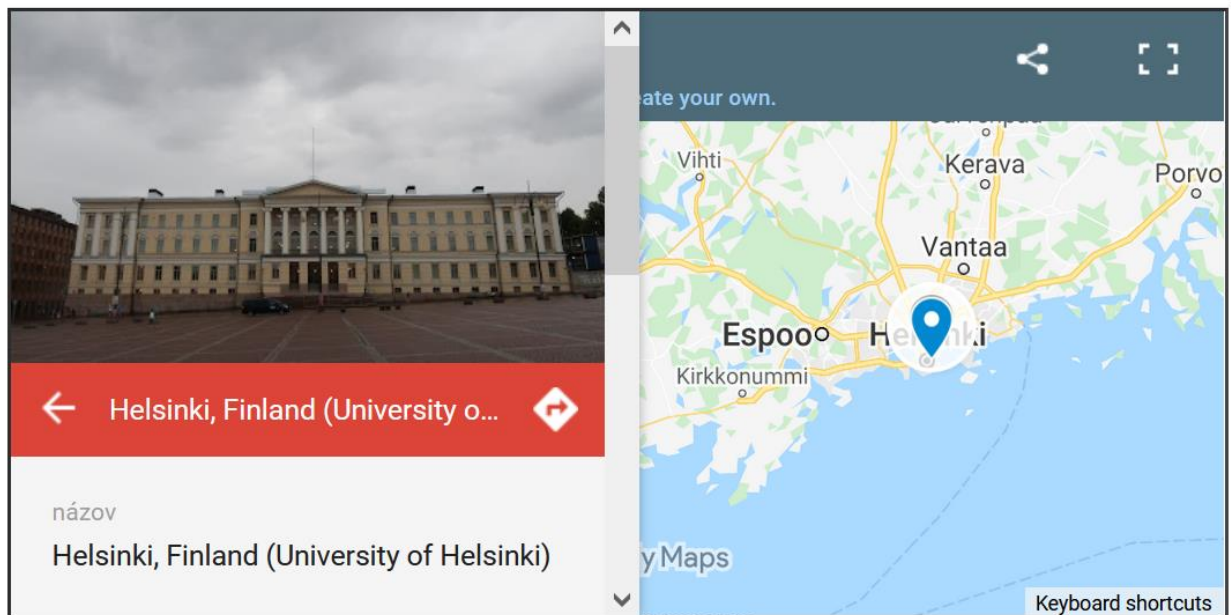 Helsinki, Finland (University o...
názov
Helsinki, Finland (University of Helsinki)
eate your own.
Vihti
Kerava
Porvo
Vantaa
Espoo
Helsinki
Kirkkonummi
y Maps
Keyboard shortcuts